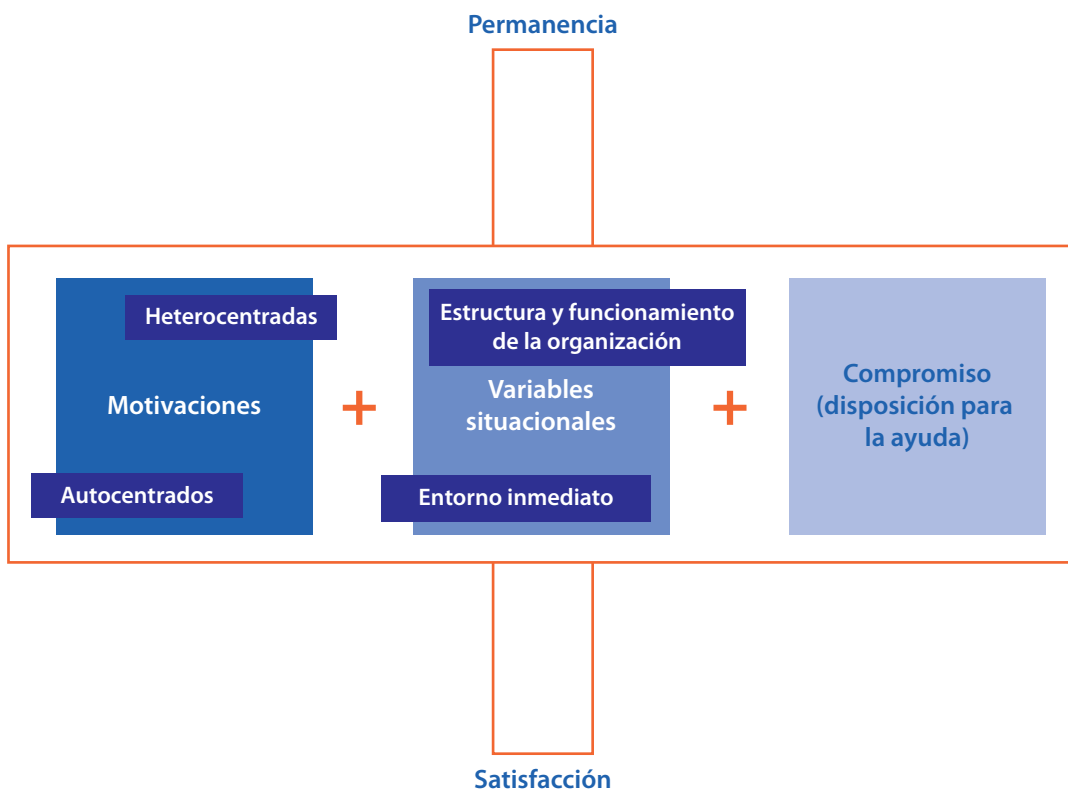 Permanencia
Heterocentradas
Motivaciones
Autocentrados
+
Estructura y funcionamiento
de la organización
Variables
situacionales
Entorno inmediato
+
Compromiso
(disposición para
la ayuda)
Satisfacción